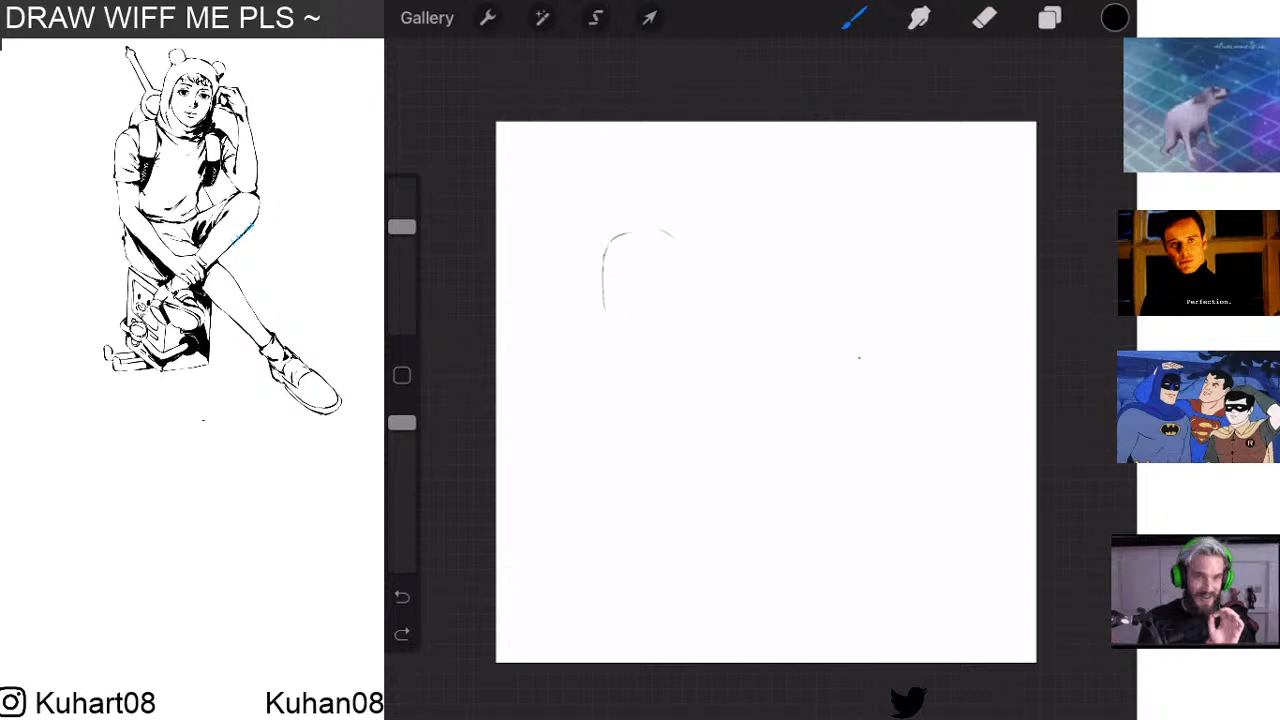 DRAW WIFF ME PLS ~
Gallery
Perfection.
R
Kuhart08
Kuhan08